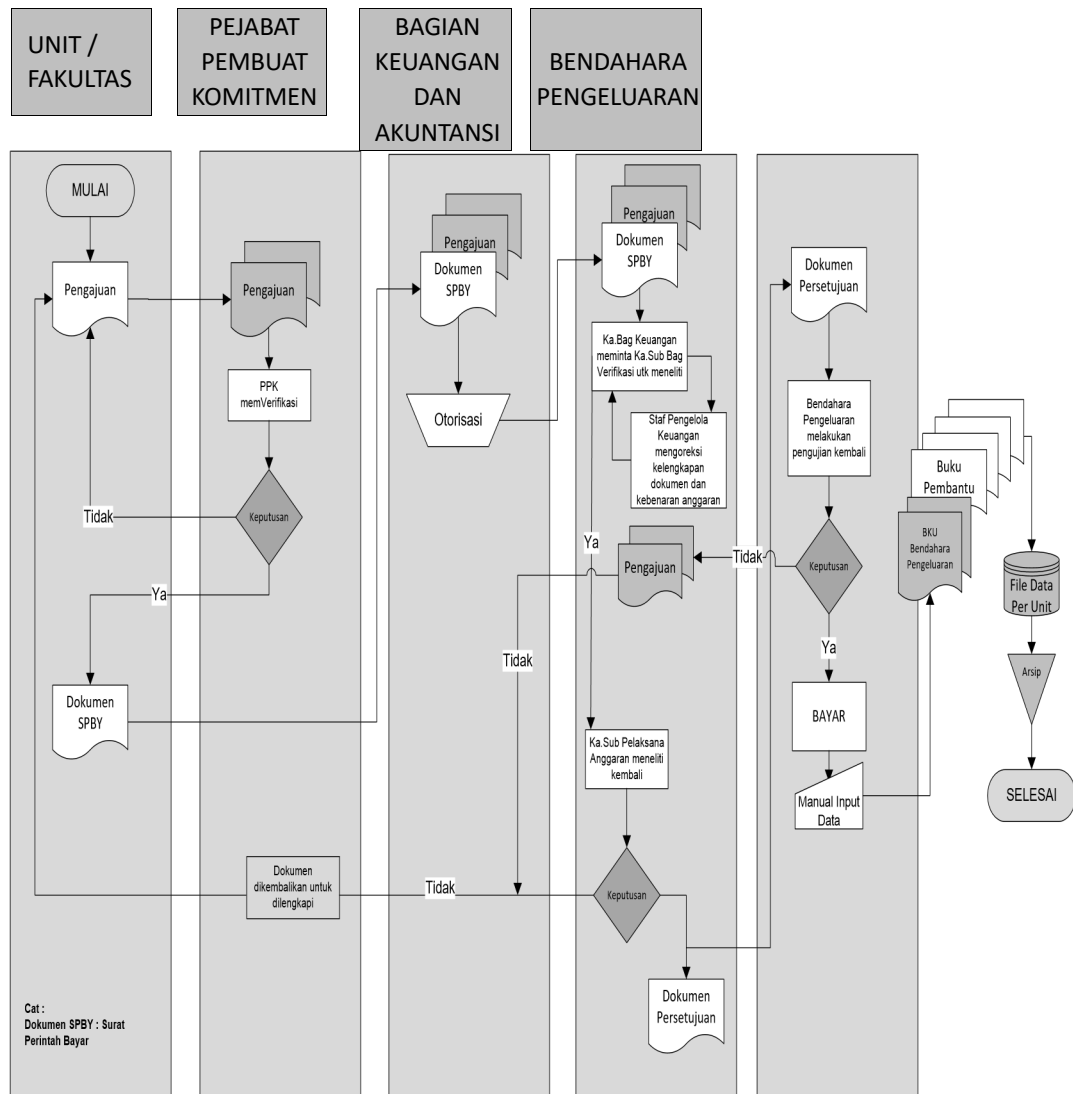 UNIT /
FAKULTAS
PEJABAT
PEMBUAT
KOMITMEN
BAGIAN
KEUANGAN
DAN
AKUNTANSI
BENDAHARA
PENGELUARAN
MULAI
Pengajuan
Tidak
Ya
Dokumen
SPBY
Cat :
Dokumen SPBY : Surat
Perintah Bayar
Pengajuan
PPK
memVerifikasi
Keputusan
Dokumen
dikembalikan untuk
dilengkapi
Pengajuan
Dokumen
SPBY
Otorisasi
Tidak
Tidak
Pengajuan
Dokumen
SPBY
Ka.Bag Keuangan
meminta Ka.Sub Bag
Verifikasi utk meneliti
Staf Pengelola
Keuangan
mengoreksi
kelengkapan
dokumen dan
kebenaran anggaran
Ya
Pengajuan
Tidak
Ka.Sub Pelaksana
Anggaran meneliti
kembali
Keputusan
Dokumen
Persetujuan
Dokumen
Persetujuan
Bendahara
Pengeluaran
melakukan
pengujian kembali
Keputusan
Ya
BAYAR
Manual Input
Data
Buku
Pembantu
BKU
Bendahara
Pengeluaran
File Data
Per Unit
Arsip
SELESAI